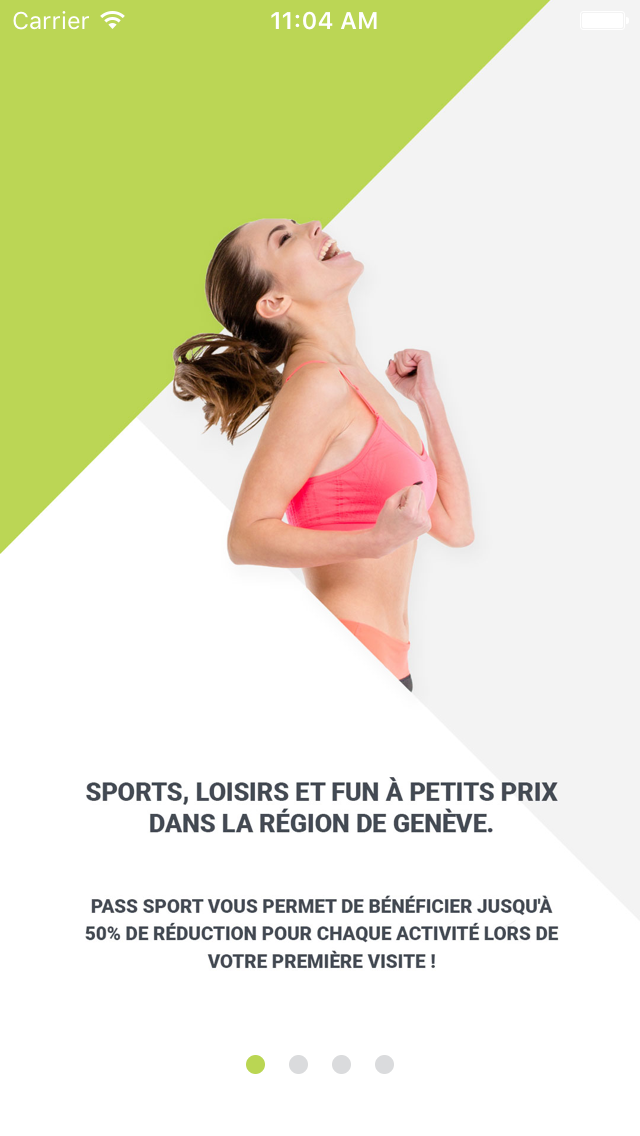 Carrier 11:04 AM
SPORTS, LOISIRS ET FUN À PETITS PRIX
DANS LA RÉGION DE GENÈVE.
PASS SPORT VOUS PERMET DE BÉNÉFICIER JUSQU'À
50% DE RÉDUCTION POUR CHAQUE ACTIVITÉ LORS DE
VOTRE PREMIÈRE VISITE !